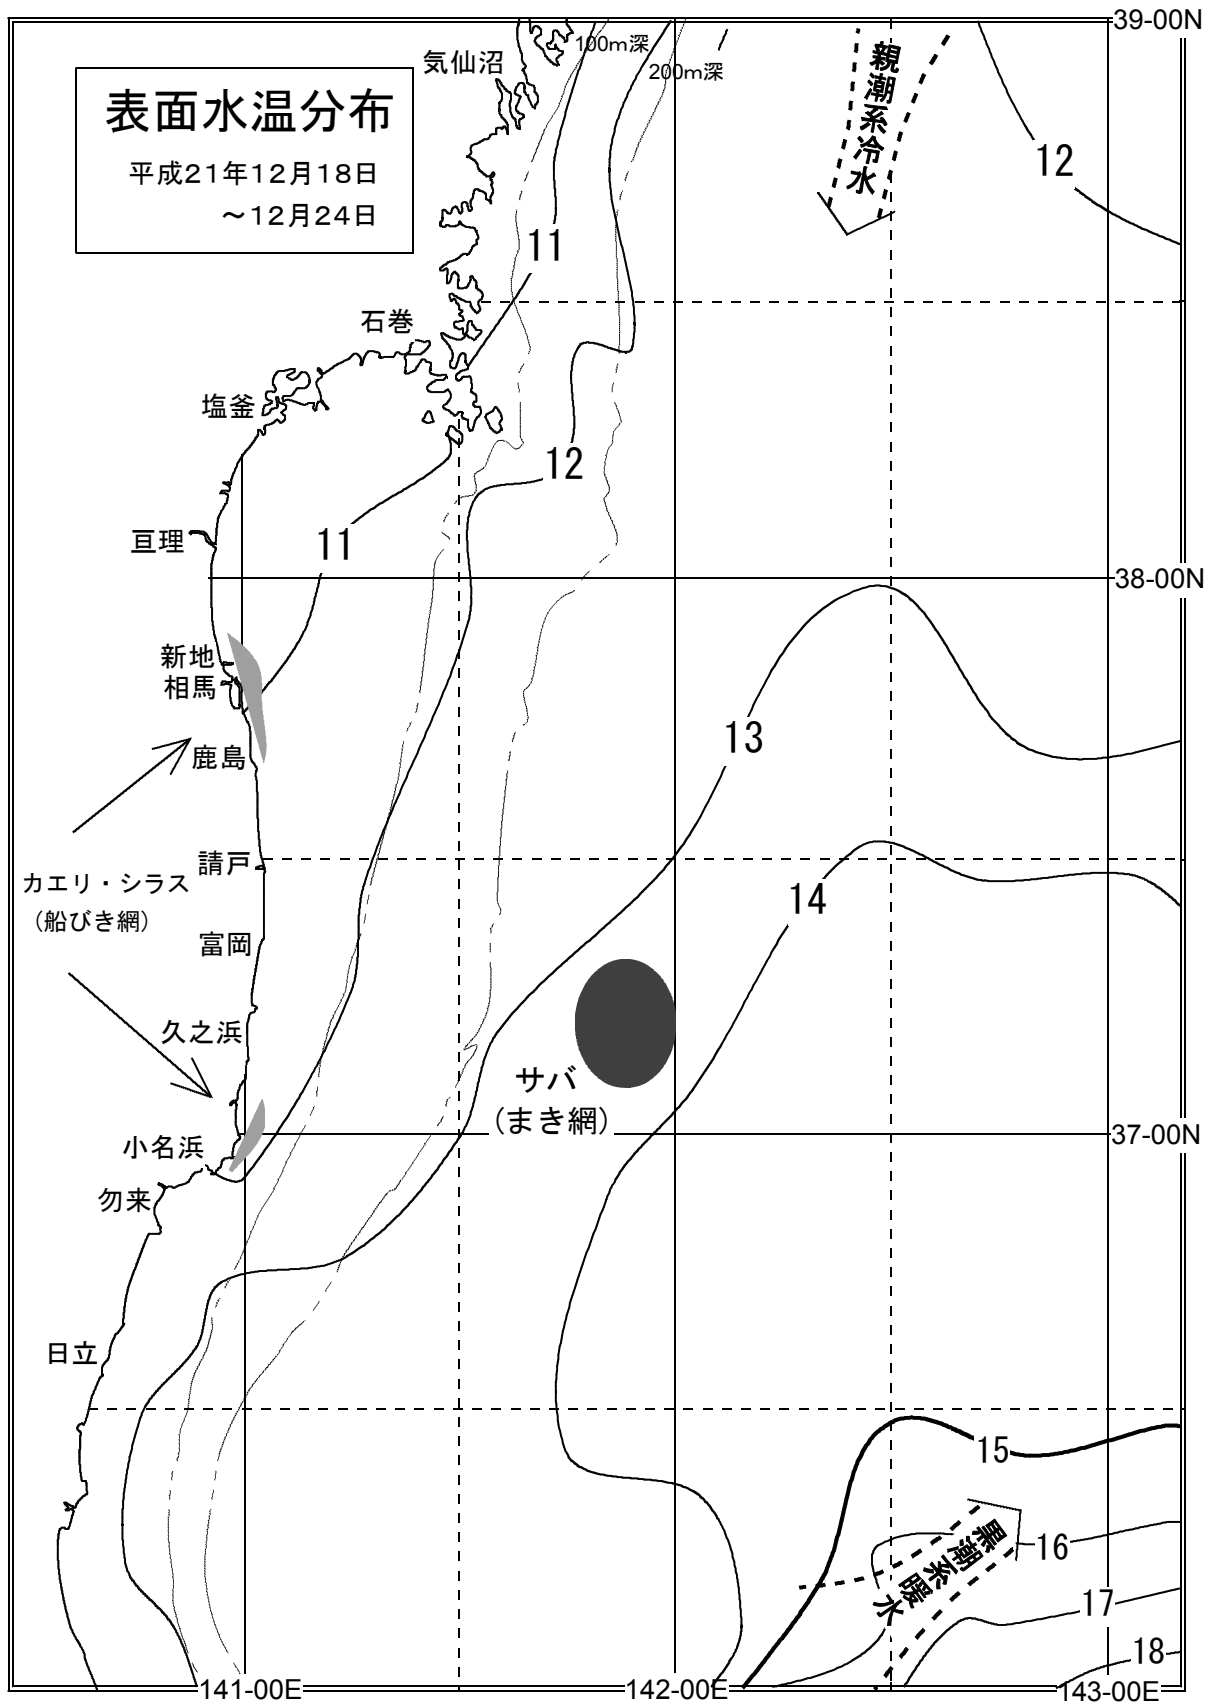 39-00N
100m深
気仙沼
200m深
親潮系冷水
表面水温分布
平成21年12月18日
～12月24日
12
11
石巻
塩釜
12
11
亘理
38-00N
新地
相馬
13
鹿島
請戸
カエリ・シラス
（船びき網）
14
富岡
久之浜
サバ
（まき網）
37-00N
小名浜
勿来
日立
15
黒潮系暖水
16
17
18
141-00E
142-00E
143-00E